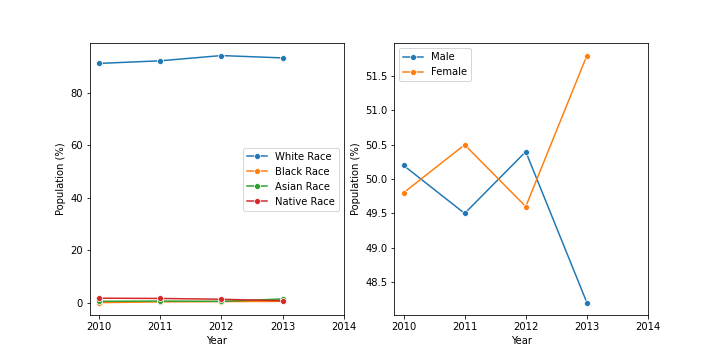 Population (%)
80
60
40
20
0
2010 2011 2012 2013 2014
Year
White Race
Black Race
Asian Race
Native Race
Population (%)
51.5
51.0
50.5
50.0
49.5
49.0
48.5
2010 2011 2012 2013 2014
Year
Male
Female